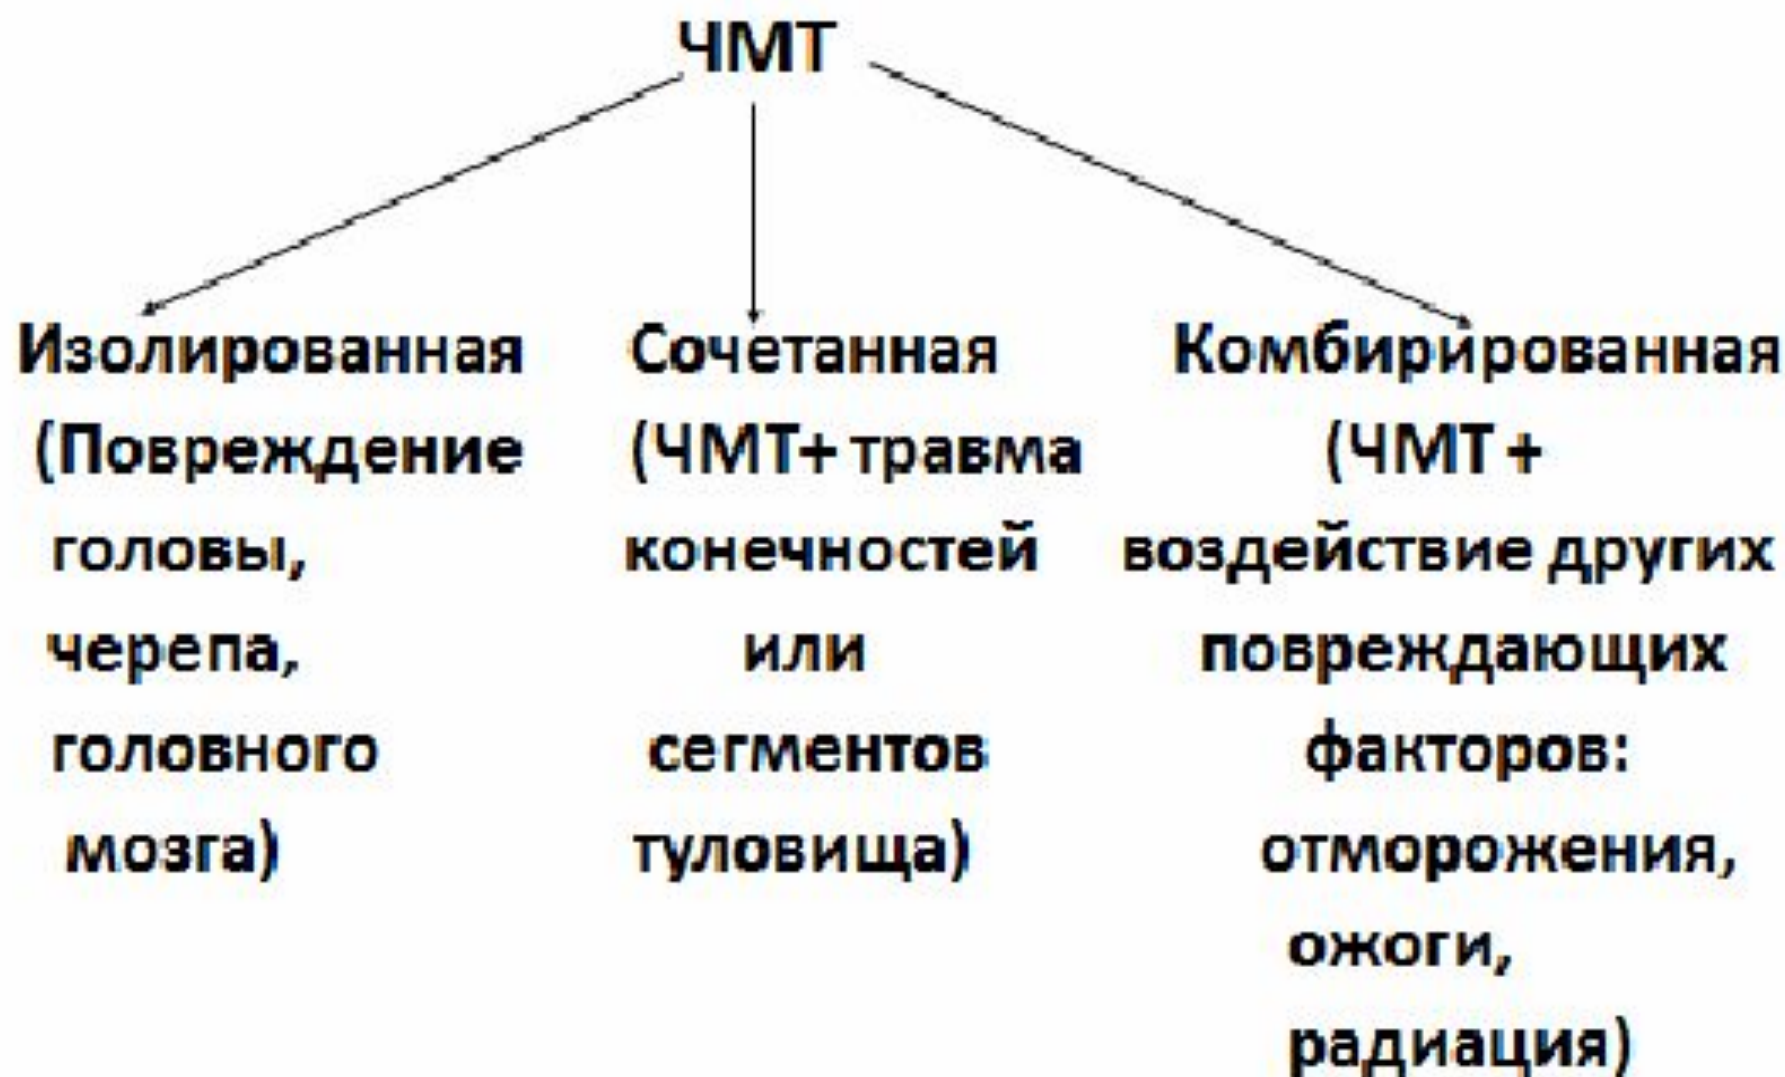 ЧМТ
Изолированная
(Повреждение
головы,
черепа,
головного
мозга)
Сочетанная
(ЧМТ+ травма
конечностей
или
сегментов
туловища)
Комбирированная
(ЧМТ +
воздействие других
повреждающих
факторов:
отморожения,
ожоги,
радиация)